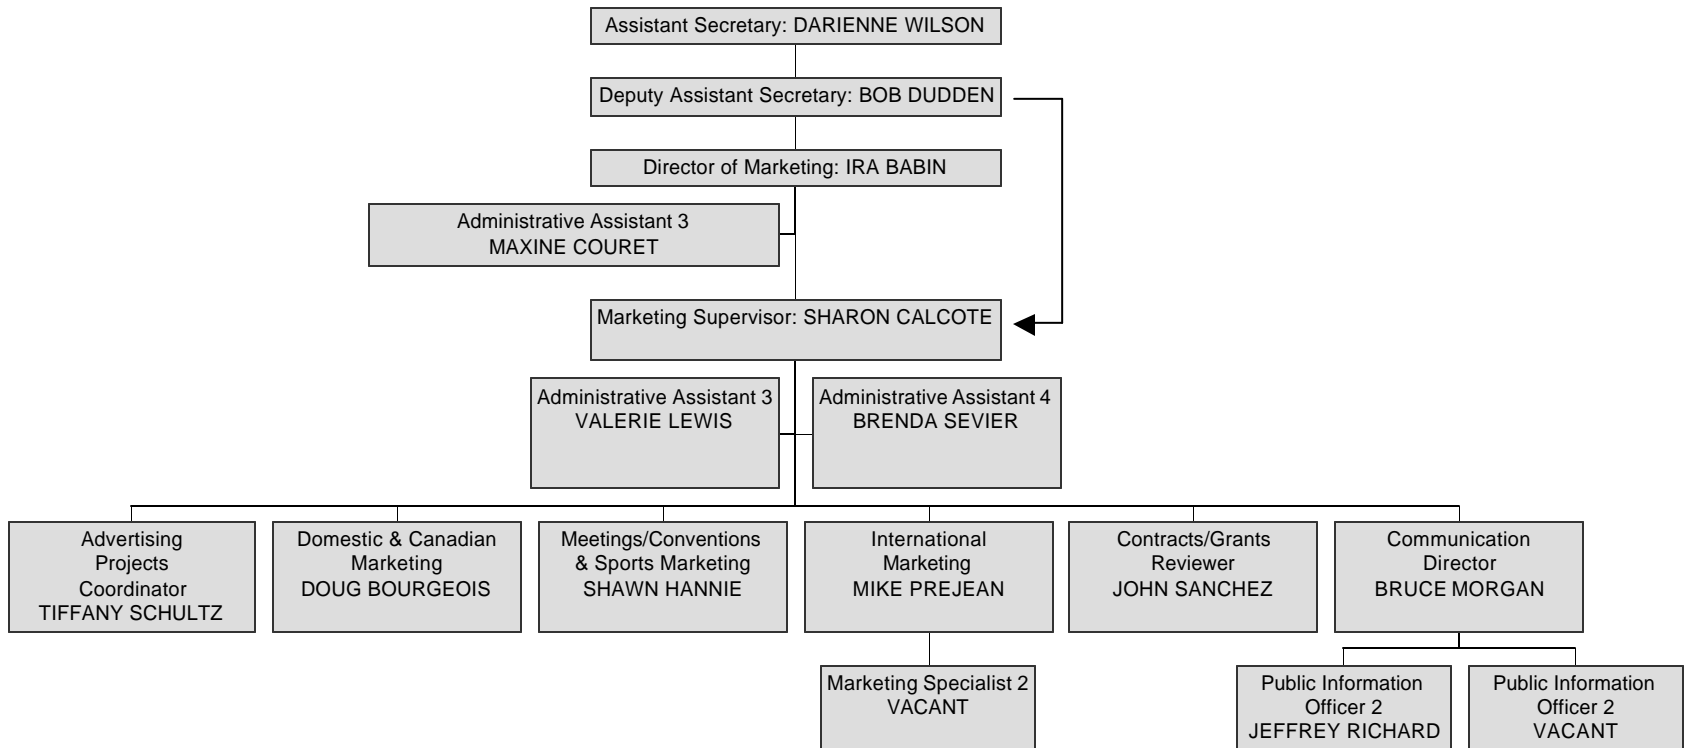 Assistant Secretary: DARIENNE WILSON
Deputy Assistant Secretary: BOB DUDDEN
Director of Marketing: IRA BABIN
Administrative Assistant 3
MAXINE COURET
Marketing Supervisor: SHARON CALCOTE
Administrative Assistant 3
VALERIE LEWIS
Administrative Assistant 4
BRENDA SEVIER
Advertising
Projects
Coordinator
TIFFANY SCHULTZ
Domestic & Canadian
Marketing
DOUG BOURGEOIS
Meetings/Conventions
& Sports Marketing
SHAWN HANNIE
International
Marketing
MIKE PREJEAN
Contracts/Grants
Reviewer
JOHN SANCHEZ
Communication
Director
BRUCE MORGAN
Marketing Specialist 2
VACANT
Public Information
Officer 2
JEFFREY RICHARD
Public Information
Officer 2
VACANT